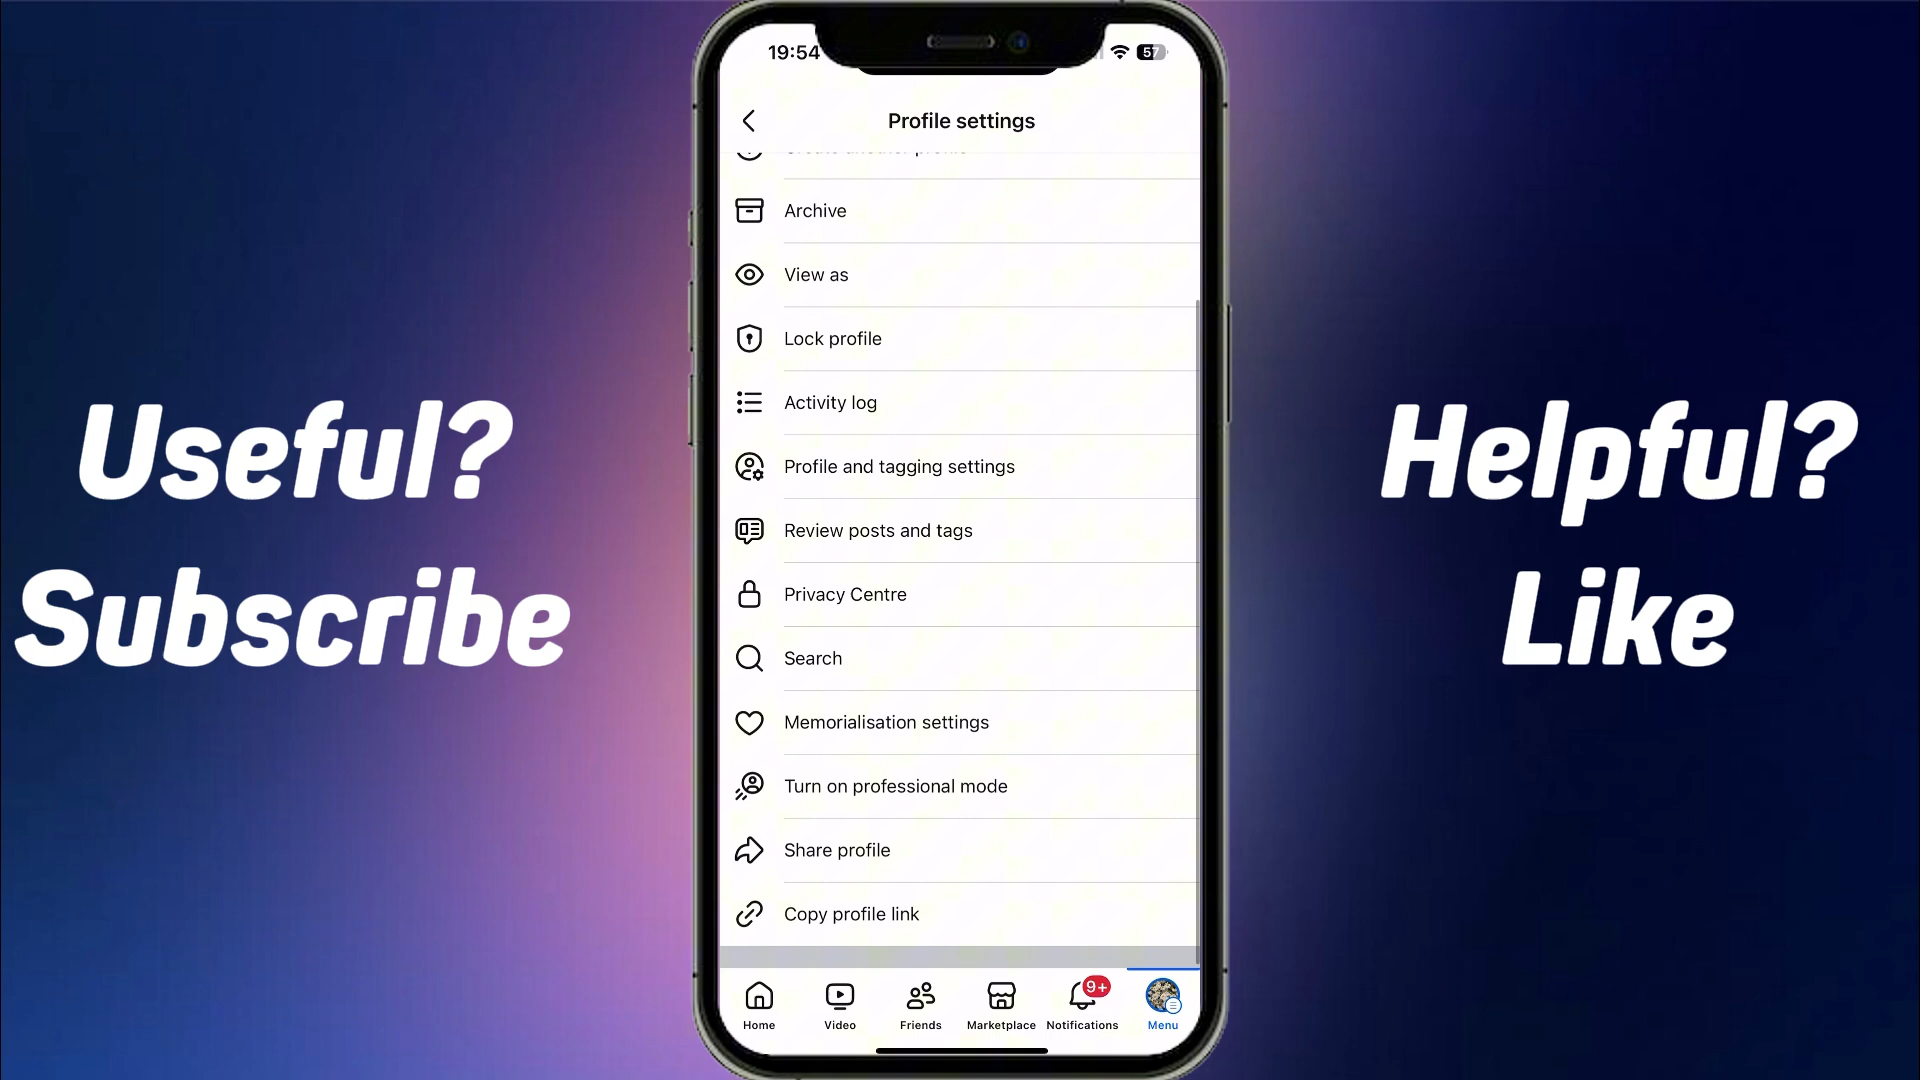 19:54
57
Profile settings
Archive
View as
Lock profile
Activity log
Profile and tagging settings
Review posts and tags
Privacy Centre
Search
Memorialisation settings
Turn on professional mode
Share profile
Copy profile link
9+
Home
Video
Friends
Marketplace
Notifications
Menu
Useful?
Subscribe
Helpful?
Like